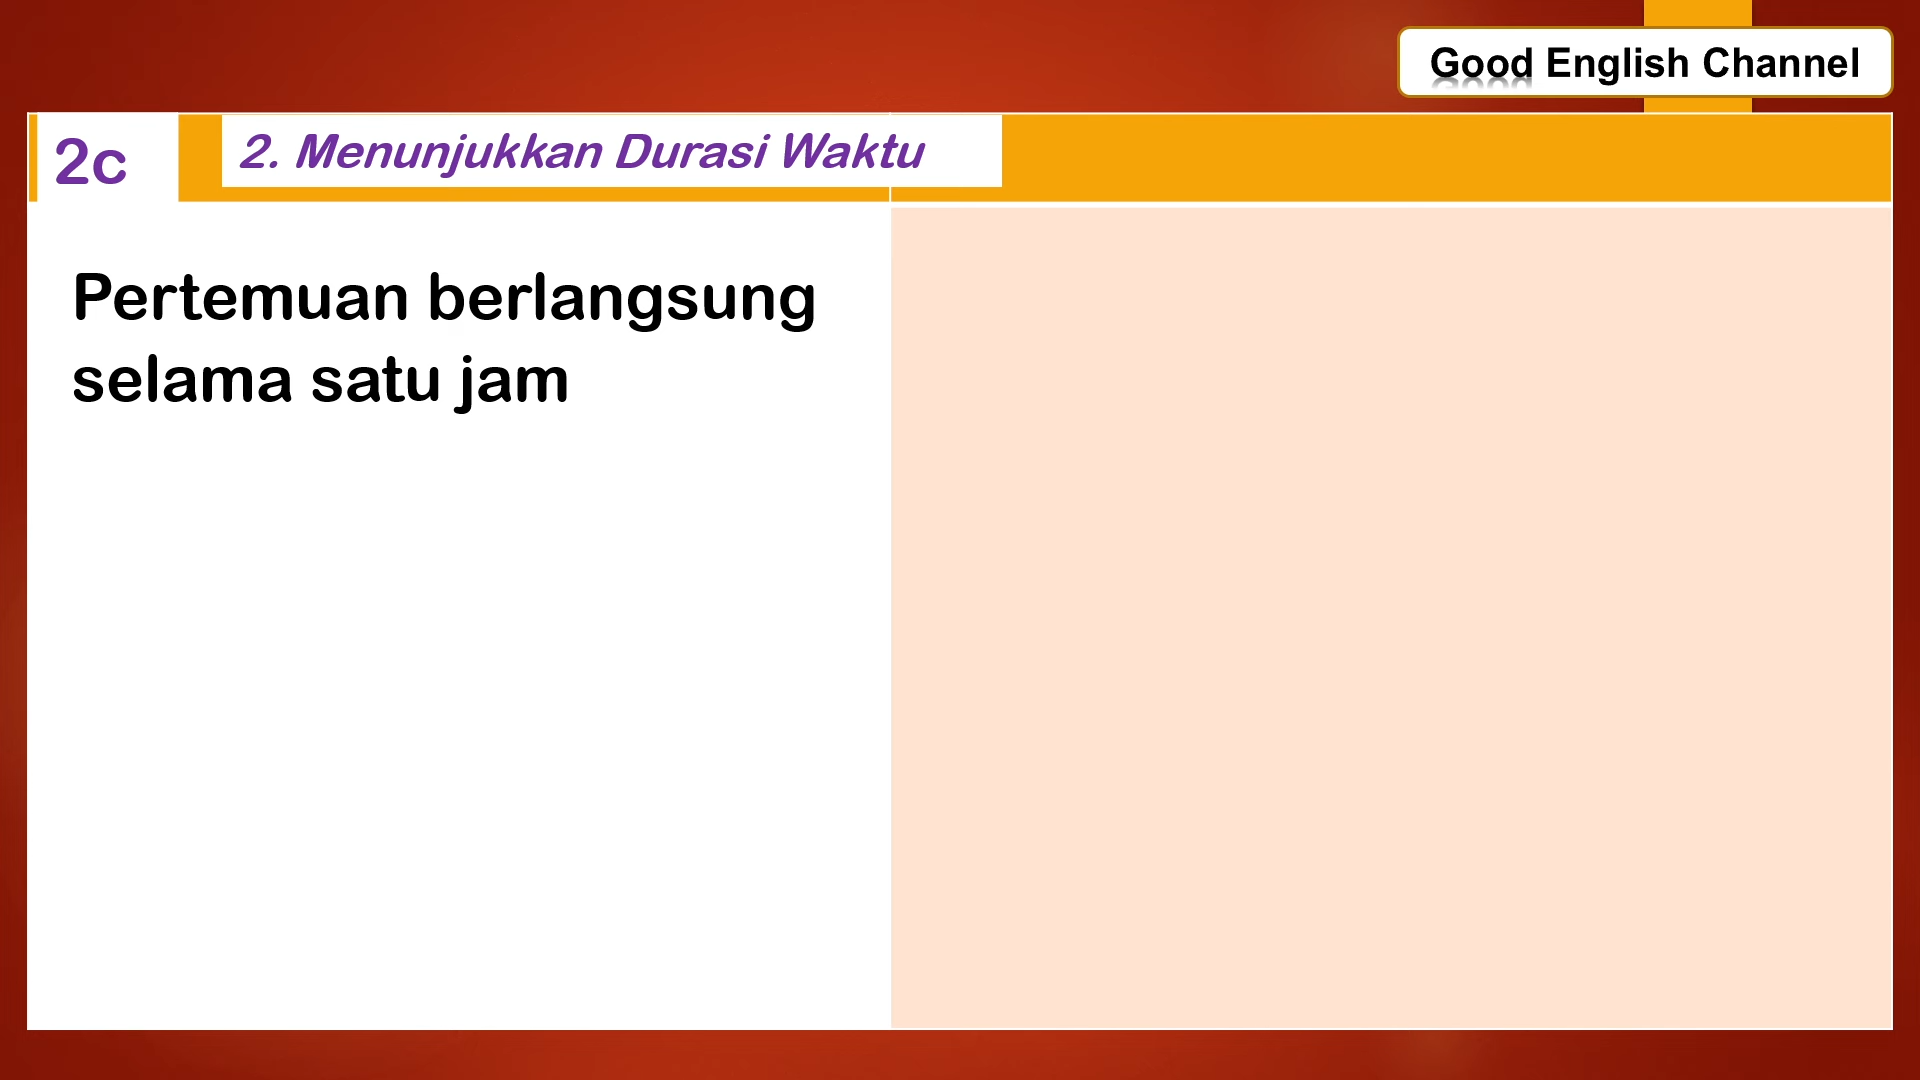 Good English Channel
2c
2. Menunjukkan Durasi Waktu
Pertemuan berlangsung
selama satu jam